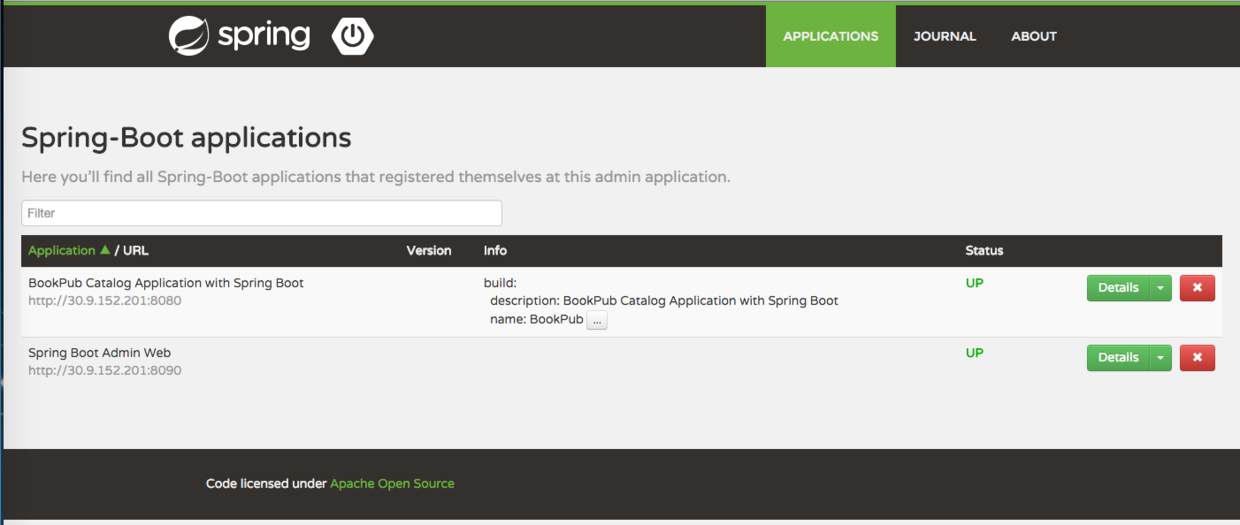 spring
APPLICATIONS JOURNAL ABOUT
Spring-Boot applications
Here you'll find all Spring-Boot applications that registered themselves at this admin application.
Filter
Application ▲ / URL Version Info Status
BookPub Catalog Application with Spring Boot build: UP Details
http://30.9.152.201:8080 description: BookPub Catalog Application with Spring Boot
name: BookPub ...
Spring Boot Admin Web UP Details
http://30.9.152.201:8090
Code licensed under Apache Open Source